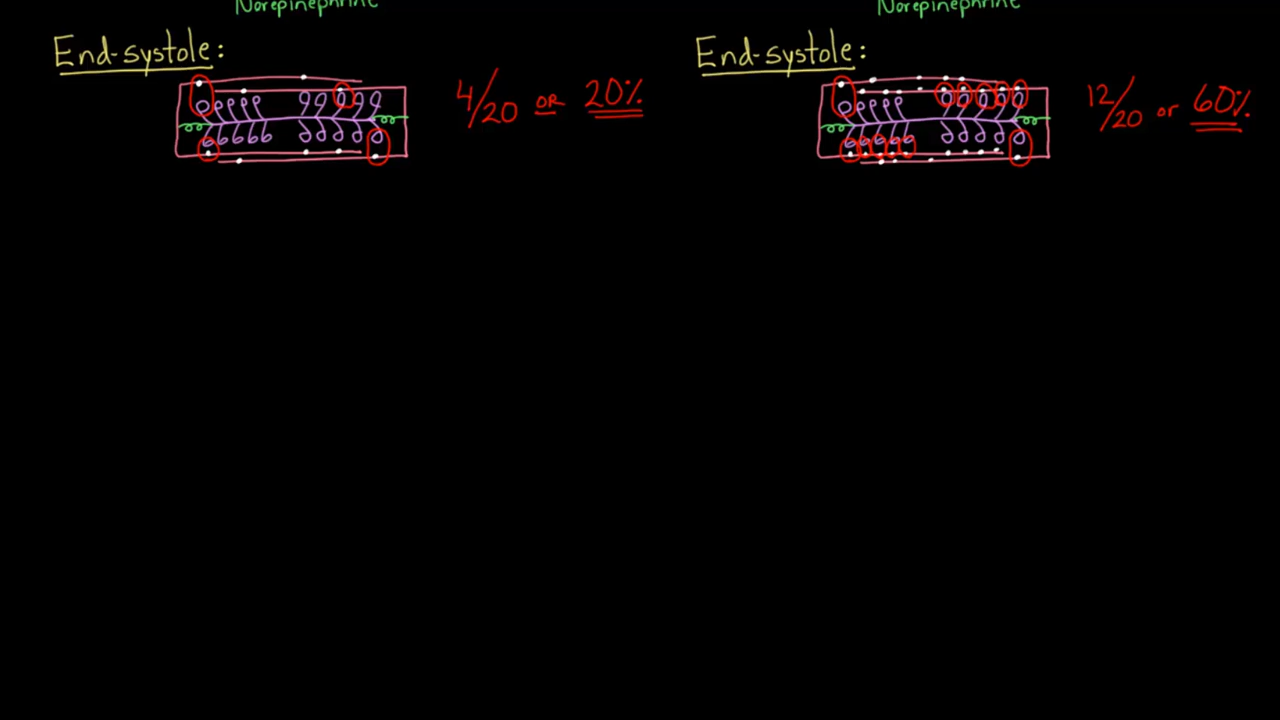 Norepinephrine
Norepinephrine
End-systole:
4/20 OR 20%
End-systole:
12/20 or 60%